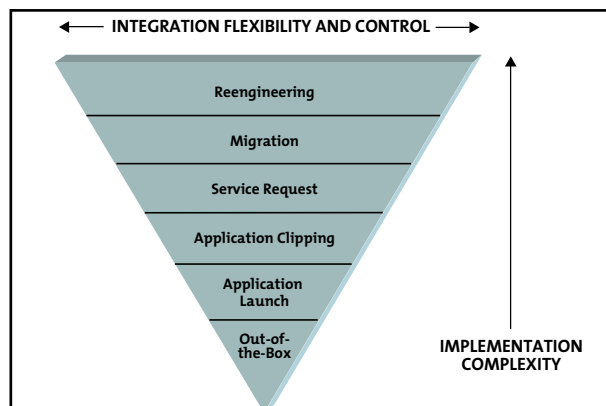 INTEGRATION FLEXIBILITY AND CONTROL
Reengineering
Migration
Service Request
Application Clipping
Application
Launch
Out-of-
the-Box
IMPLEMENTATION
COMPLEXITY